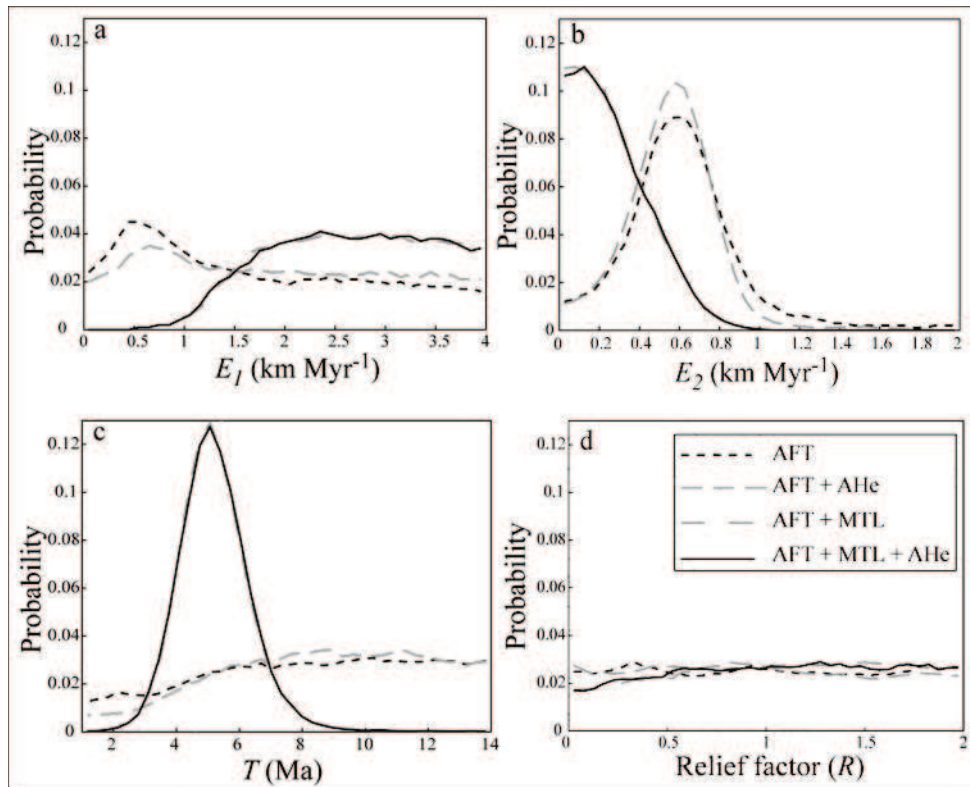 a
0.12
0.1
0.08
0.06
0.04
0.02
0
Probability
0 0.5 1 1.5 2 2.5 3 3.5 4
E1 (km Myr-1)
b
0.12
0.1
0.08
0.06
0.04
0.02
0
Probability
0 0.2 0.4 0.6 0.8 1 1.2 1.4 1.6 1.8 2
E2 (km Myr-1)
c
0.12
0.1
0.08
0.06
0.04
0.02
0
Probability
2 4 6 8 10 12 14
T (Ma)
d
0.12
0.1
0.08
0.06
0.04
0.02
0
Probability
0 0.5 1 1.5 2
Relief factor (R)
AFT
AFT + AHe
AFT + MTL
AFT + MTL + AHe